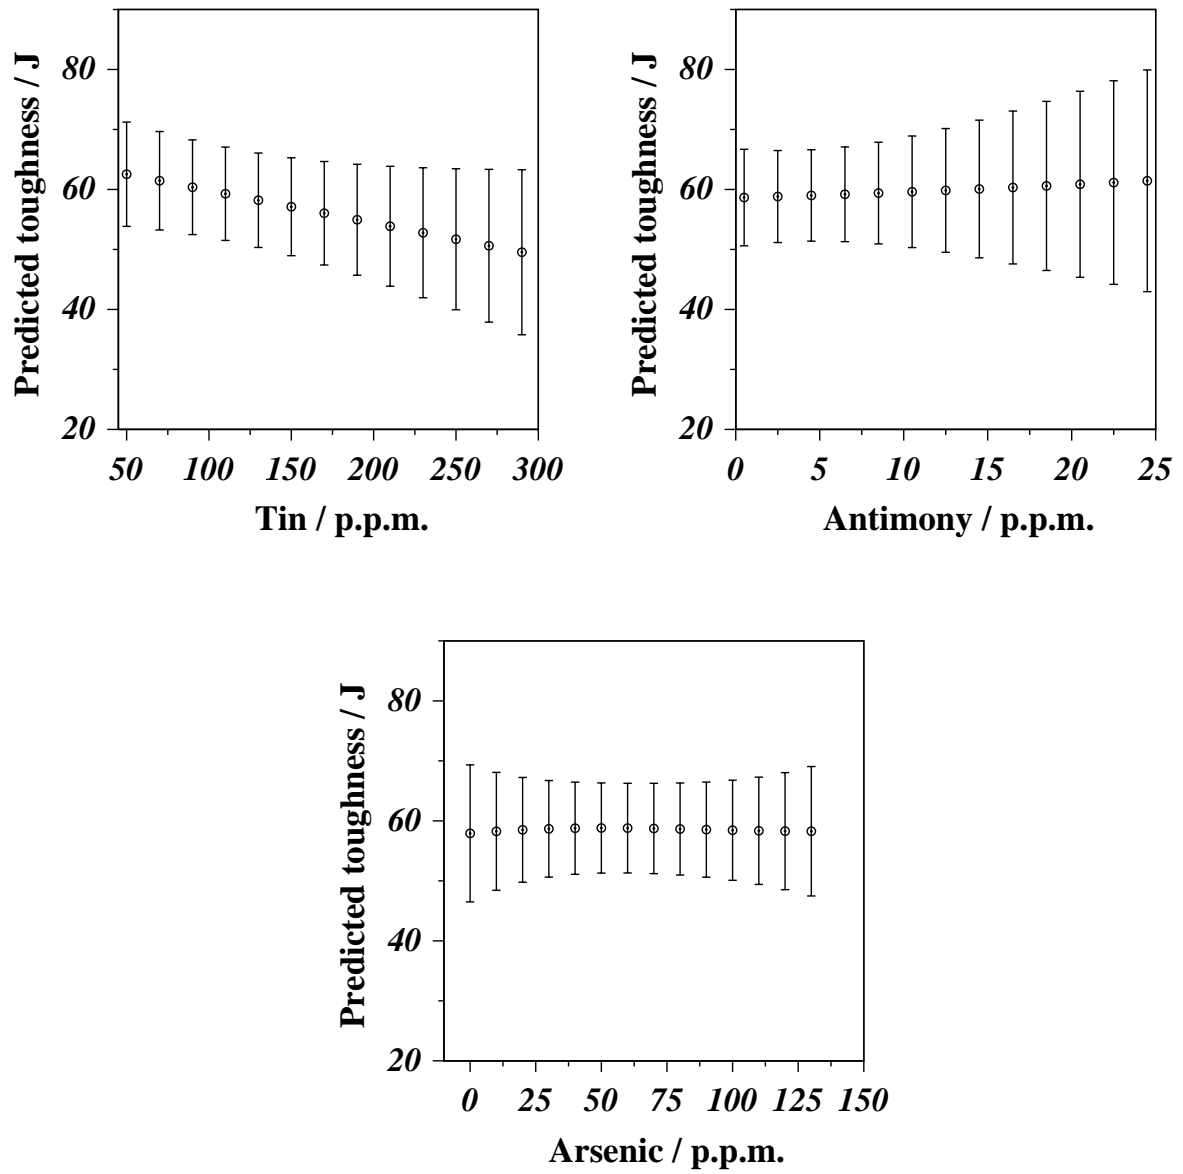 Predicted toughness / J
80
60
40
20
50 100 150 200 250 300
Tin / p.p.m.
Predicted toughness / J
80
60
40
20
0 5 10 15 20 25
Antimony / p.p.m.
Predicted toughness / J
80
60
40
20
0 25 50 75 100 125 150
Arsenic / p.p.m.